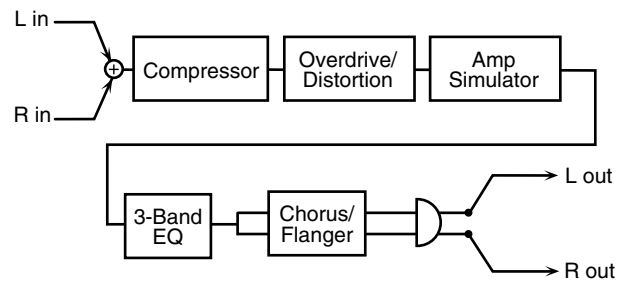 L in
R in
+
Compressor
Overdrive/
Distortion
Amp
Simulator
3-Band
EQ
Chorus/
Flanger
L out
R out